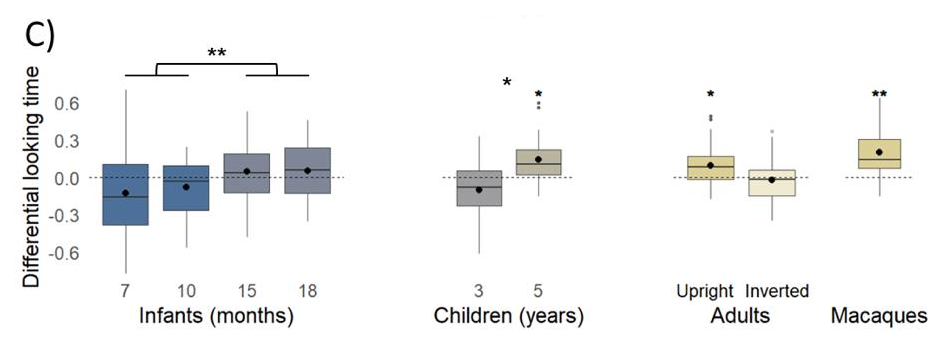 C)
Differential looking time
0.6
0.3
0.0
-0.3
-0.6
**
*
*
*
**
7 10 15 18
Infants (months)
3 5
Children (years)
Upright Inverted
Adults
Macaques